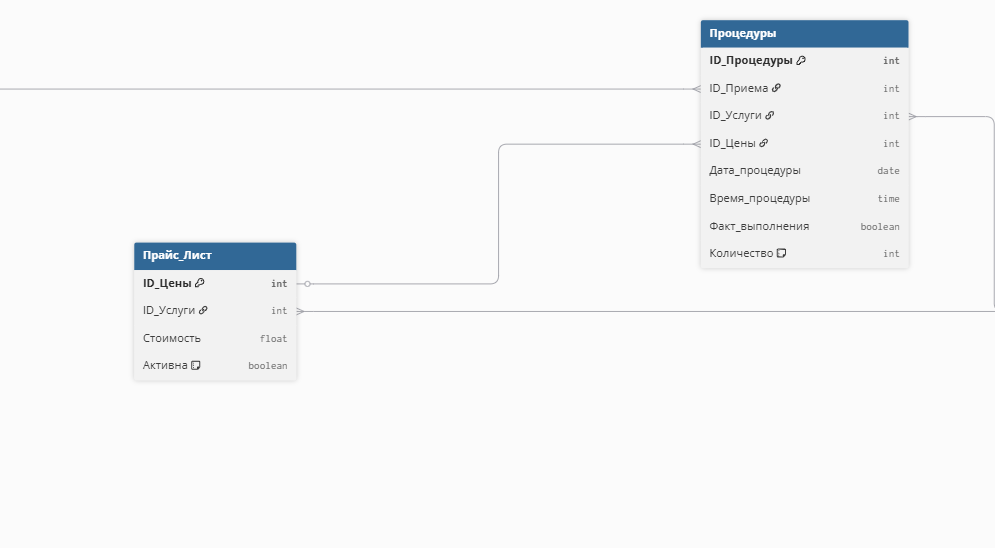 Процедуры
ID_Процедуры int
ID_Приема int
ID_Услуги int
ID_Цены int
Дата_процедуры date
Время_процедуры time
Факт_выполнения boolean
Количество int
Прайс_Лист
ID_Цены int
ID_Услуги int
Стоимость float
Активна boolean